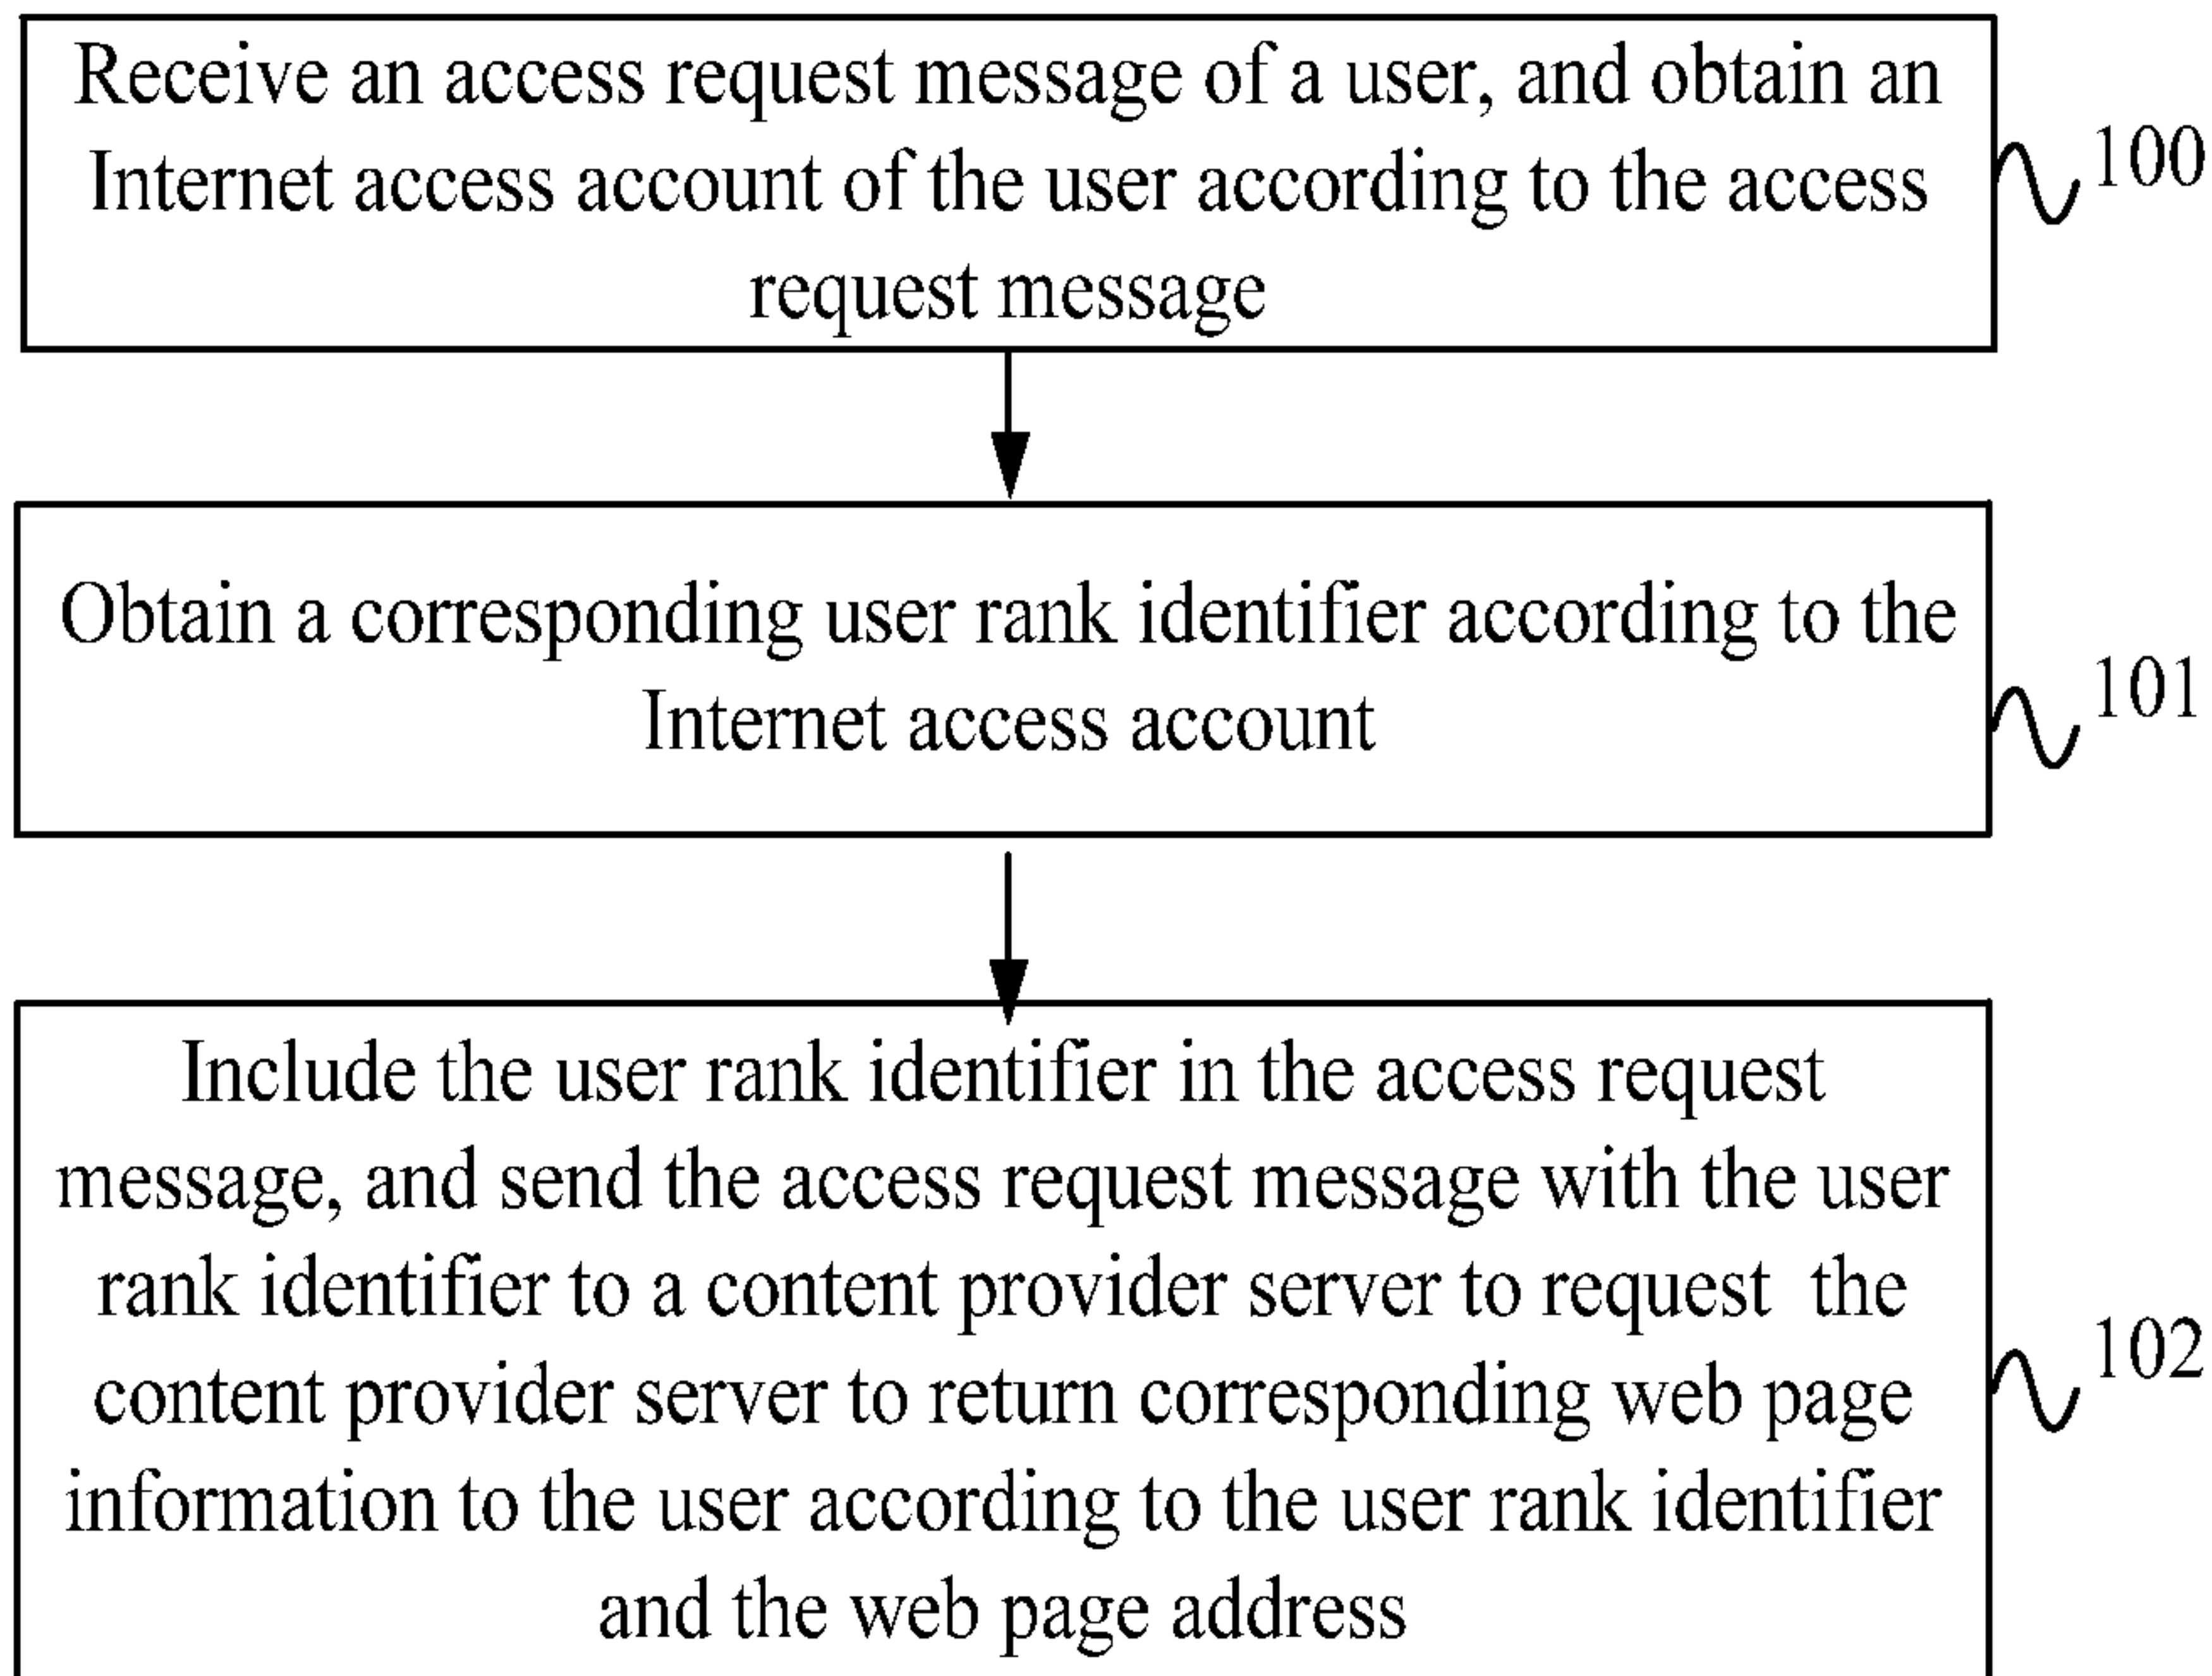 Receive an access request message of a user, and obtain an
Internet access account of the user according to the access
request message
100
Obtain a corresponding user rank identifier according to the
Internet access account
101
Include the user rank identifier in the access request
message, and send the access request message with the user
rank identifier to a content provider server to request the
content provider server to return corresponding web page
information to the user according to the user rank identifier
and the web page address
102